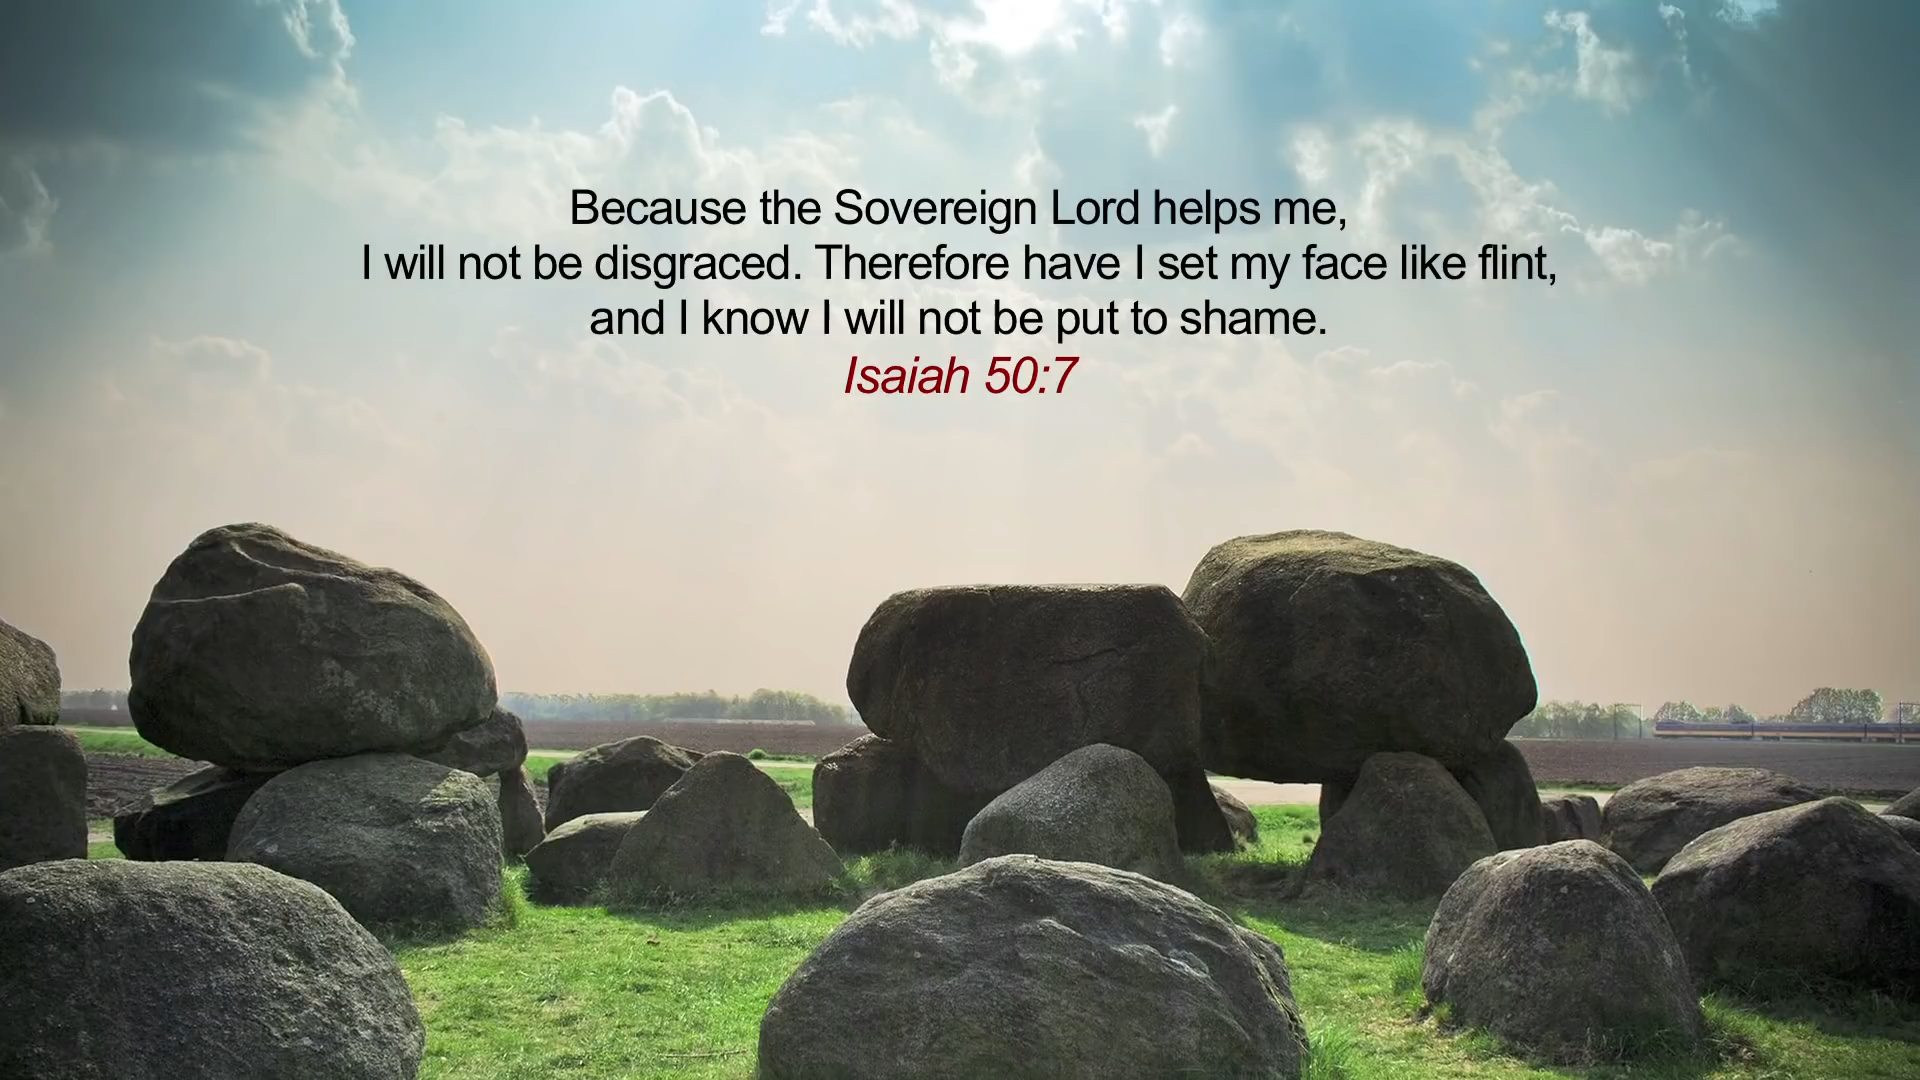 Because the Sovereign Lord helps me,
I will not be disgraced. Therefore have I set my face like flint,
and I know I will not be put to shame.
Isaiah 50:7